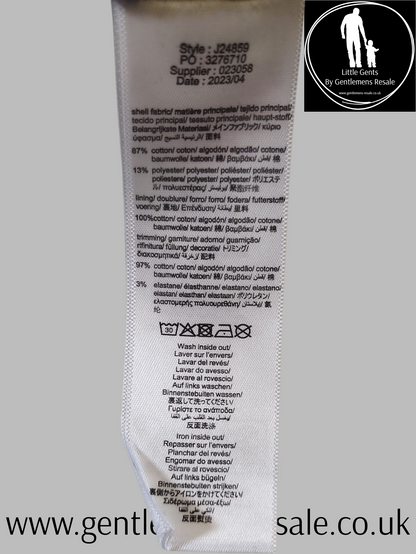 Style : J24859
PO : 3276710
Supplier : 023058
Date : 2023/04
shell fabric/ matière principale/ tejido principal/
tecido principal/ tessuto principale/ haupt-stoff/
Belangrijkste Materiaal/ メインファブリック/ κύριο
ύφασμα/ النسيج الرئيسية/ 面料
87% cotton/ coton/ algodón/ algodão/ cotone/
baumwolle/ katoen/ 綿/ βαμβάκι/ قطن/ 棉
13% polyester/ polyester/ poliéster/ poliéster/
poliestere/ polyester/ polyester/ ポリエステ
ル/ πολυεστέρας/ بوليستر/ 聚酯纤维
lining/ doublure/ forro/ forro/ fodera/ futterstoff/
voering/ 裏地/ Επένδυση/ بطانة/ 里料
100%cotton/ coton/ algodón/ algodão/ cotone/
baumwolle/ katoen/ 綿/ βαμβάκι/ قطن/ 棉
trimming/ garniture/ adorno/ guarnição/
rifinitura/ füllung/ decoratie/ トリミング/
διακοσμητικά/ زخرفة/ 配料
97% cotton/ coton/ algodón/ algodão/ cotone/
baumwolle/ katoen/ 綿/ βαμβάκι/ قطن/ 棉
3% elastane/ élasthanne/ elastano/ elastano/
elastan/ elasthan/ elastaan/ ポリウレタン/
ελαστομερής πολυουρεθάνη/ إيلاستان/ 氨
纶
30
Wash inside out/
Laver sur l'envers/
Lavar del revés/
Lavar do avesso/
Lavare al rovescio/
Auf links waschen/
Binnenstebuiten wassen/
裏返して洗ってください/
Γυρίστε το ανάποδα/
يغسل بعد القلب على القفا/
反面洗涤
Iron inside out/
Repasser sur l'envers/
Planchar del revés/
Engomar do avesso/
Stirare al rovescio/
Auf links bügeln/
Binnenstebuiten strijken/
裏側からアイロンをかけてください/
Σιδέρωμα μέσα-έξω/
الكي على القفا/
反面熨烫
Little Gents
By Gentlemens Resale
www.gentlemens-resale.co.uk
www.gentle sale.co.uk